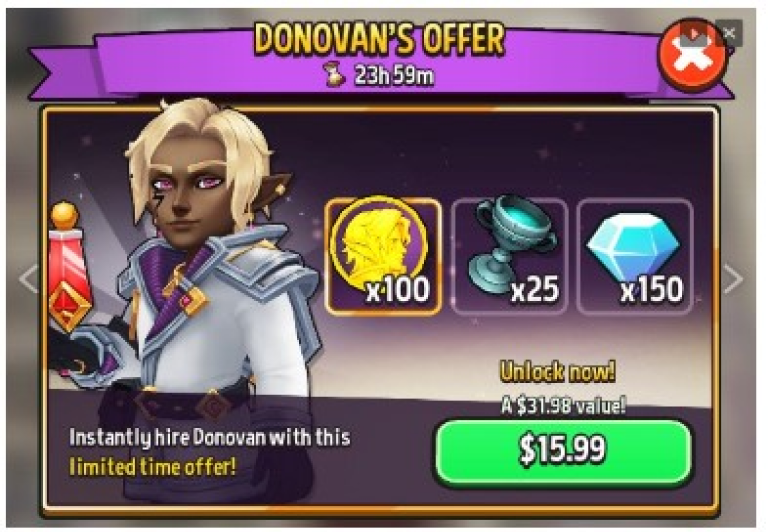 DONOVAN'S OFFER
23h 59m
x100
x25
x150
Unlock now!
A $31.98 value!
$15.99
Instantly hire Donovan with this
limited time offer!